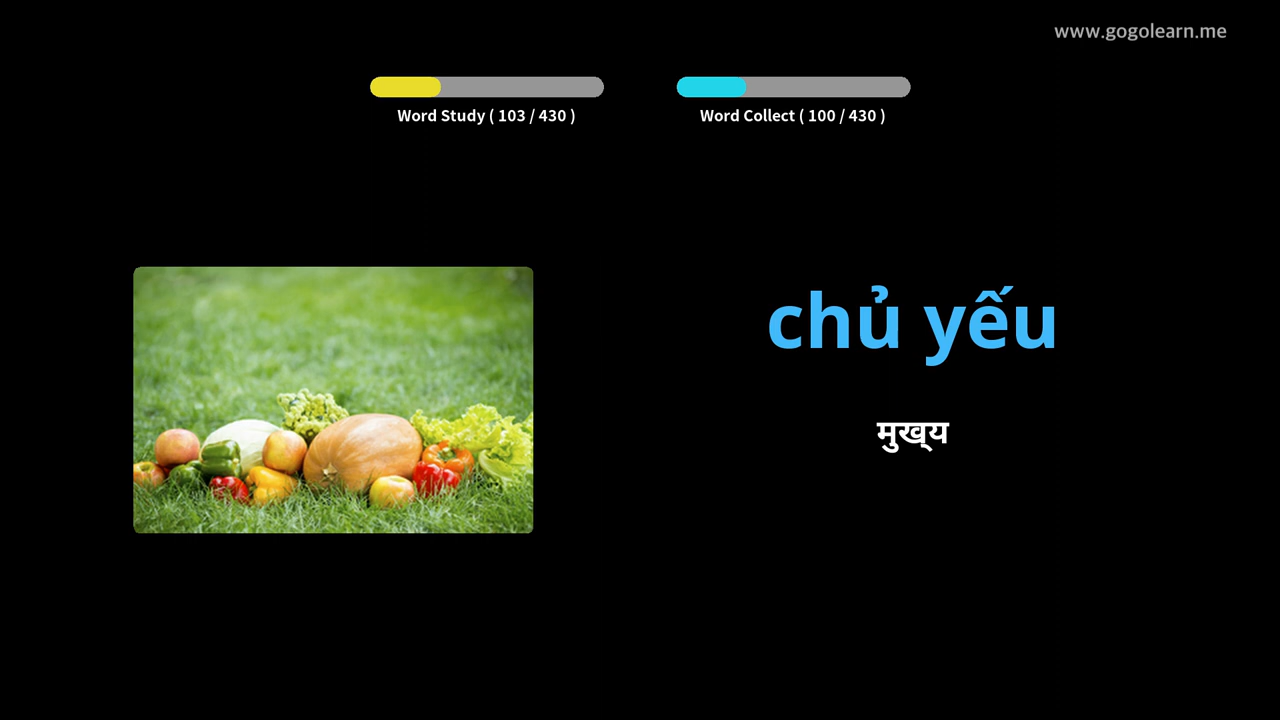 www.gogolearn.me
Word Study ( 103 / 430 )
Word Collect ( 100 / 430 )
chủ yếu
मुख्य